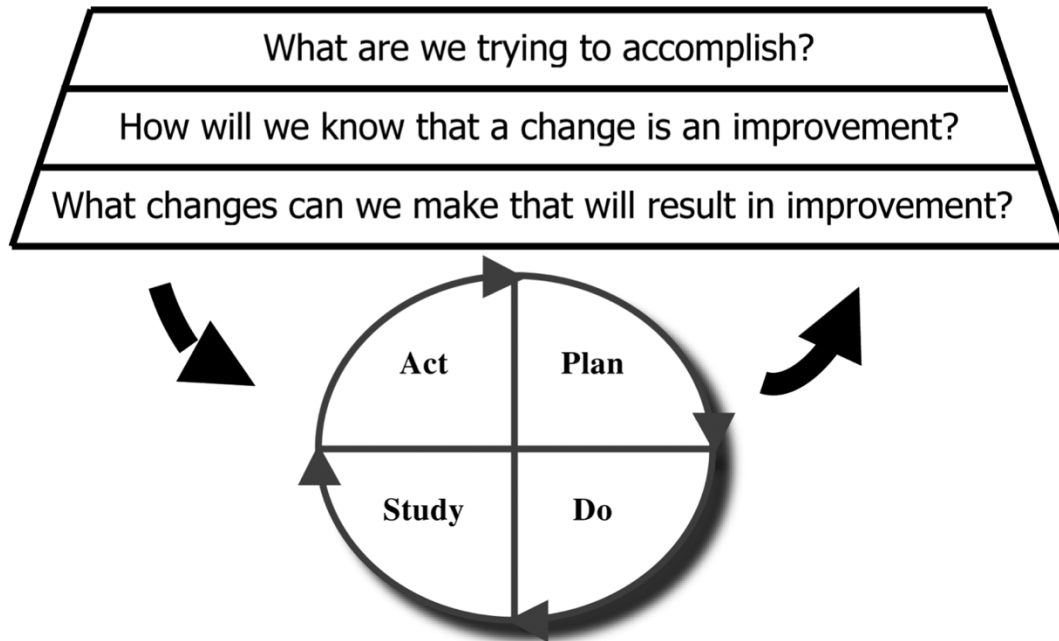 What are we trying to accomplish?
How will we know that a change is an improvement?
What changes can we make that will result in improvement?
Act
Plan
Study
Do